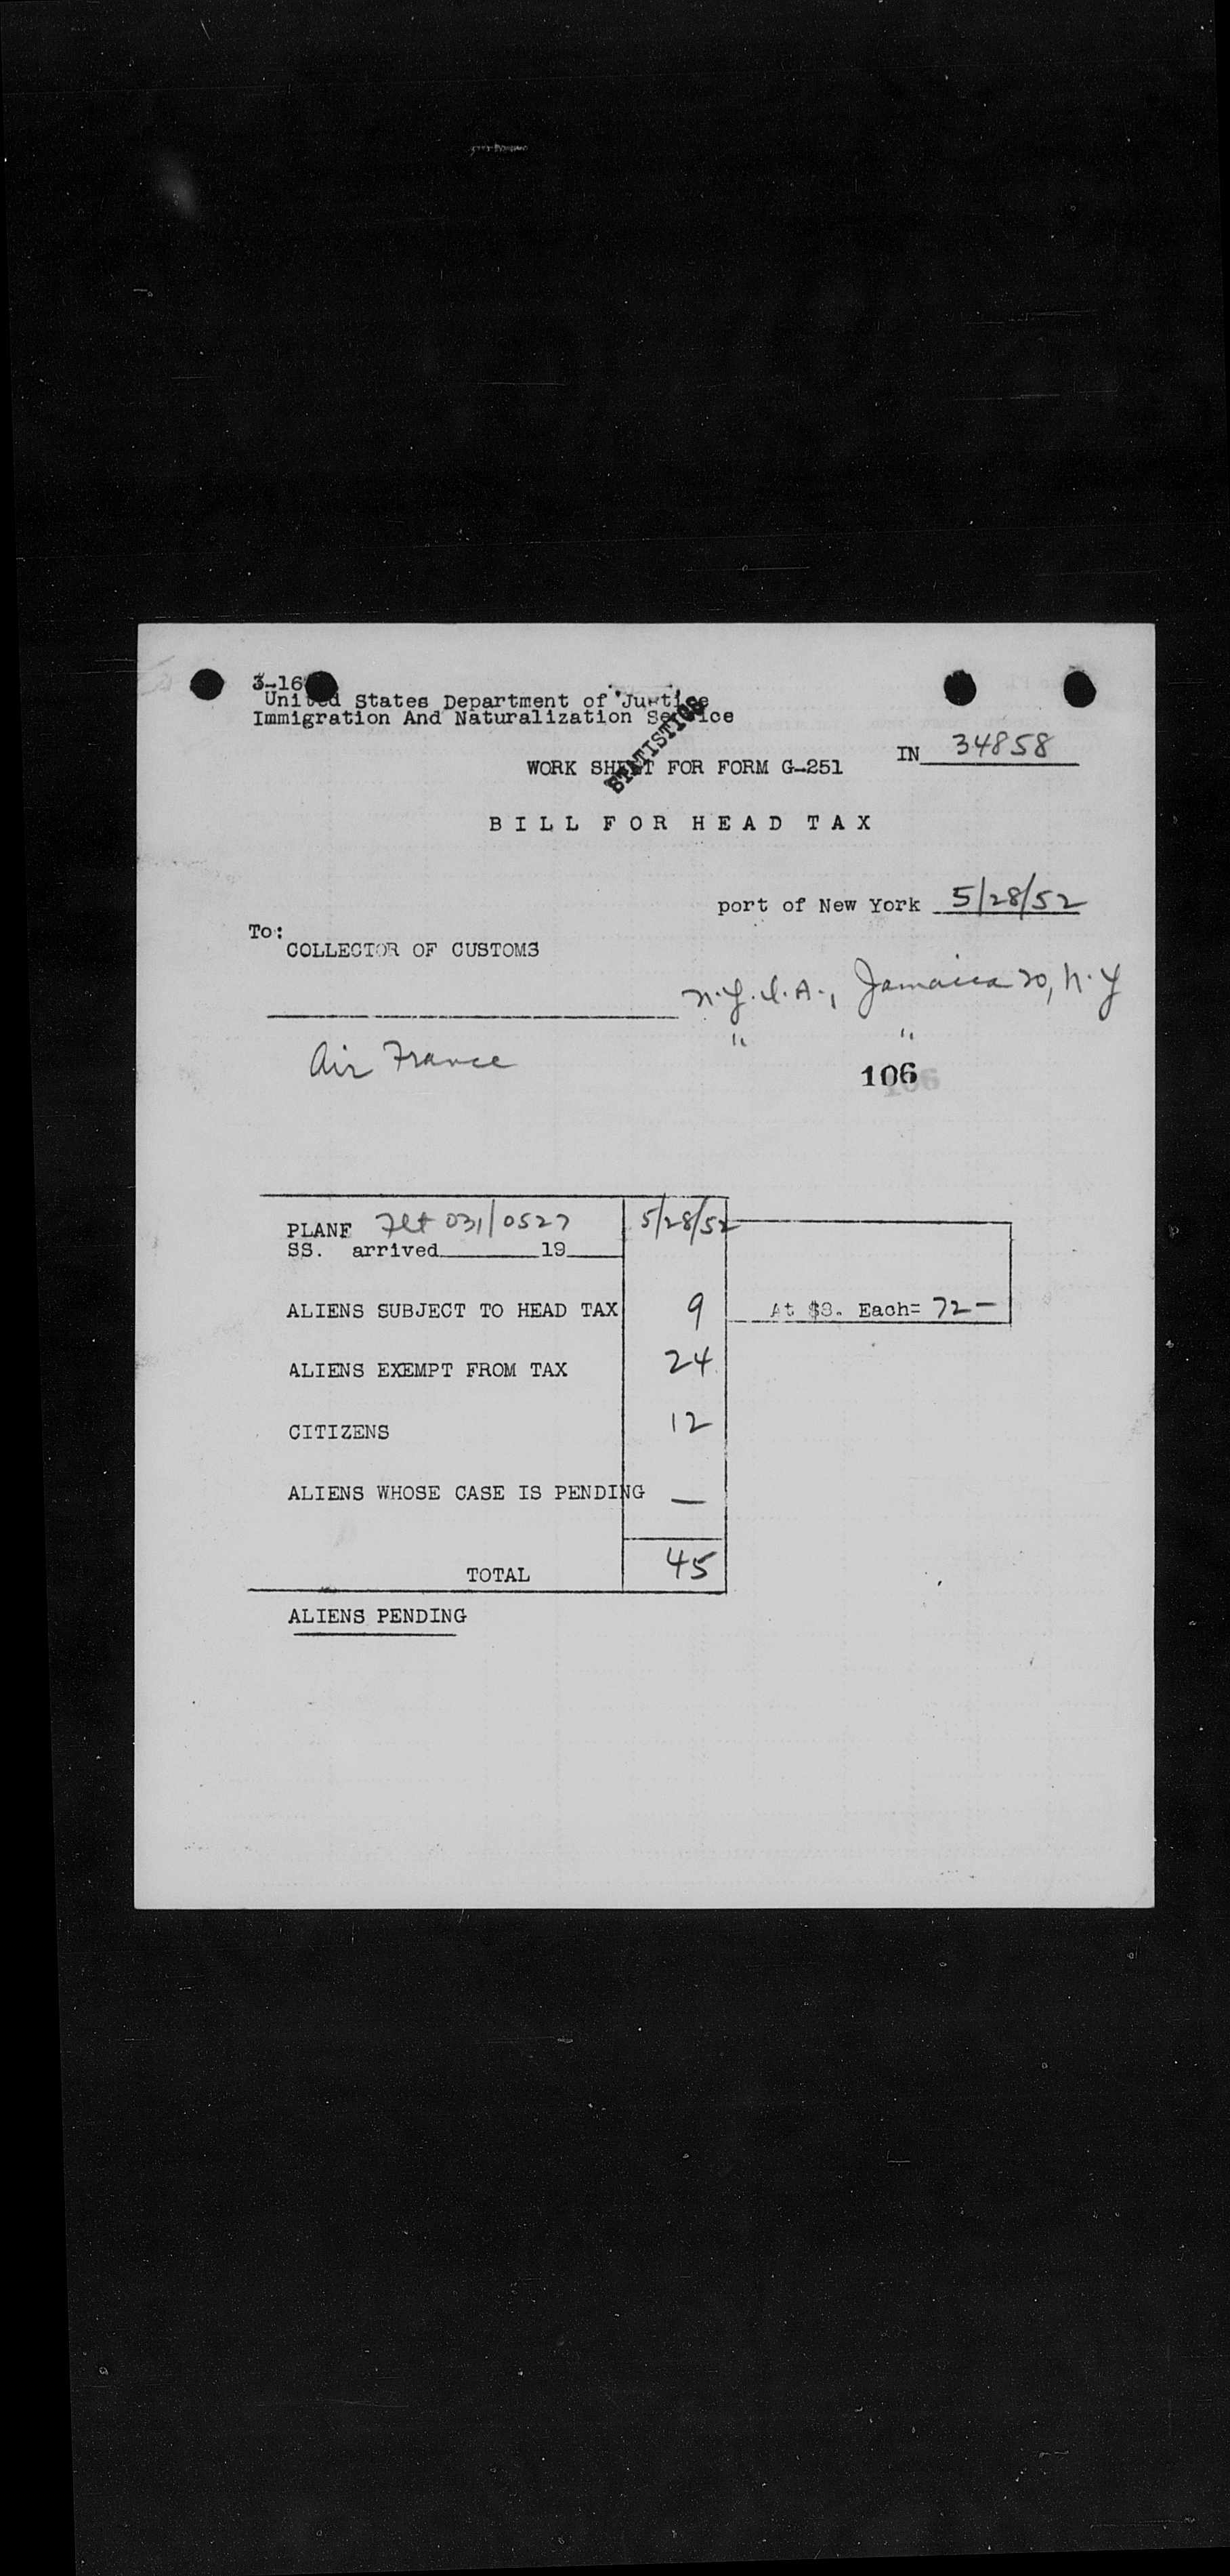 3-16
United States Department of Justice
Immigration And Naturalization Service
STATISTICS
IN 34858
WORK SHEET FOR FORM G-251
BILL FOR HEAD TAX
port of New York 5/28/52
To:
COLLECTOR OF CUSTOMS
N.Y.I.A., Jamaica 20, N.Y
" "
Air France
106
PLANE Flt 031/0527 5/28/52
SS. arrived 19
ALIENS SUBJECT TO HEAD TAX 9 At $8. Each= 72-
ALIENS EXEMPT FROM TAX 24
CITIZENS 12
ALIENS WHOSE CASE IS PENDING —
TOTAL 45
ALIENS PENDING